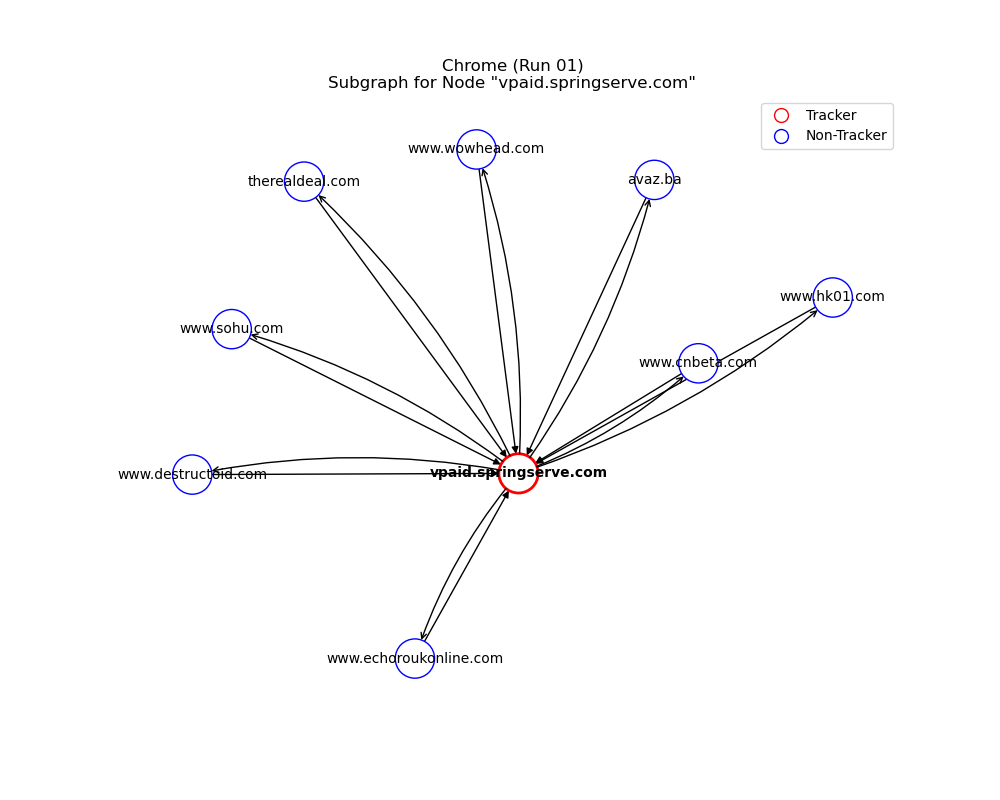 Chrome (Run 01)
Subgraph for Node "vpaid.springserve.com"
Tracker
Non-Tracker
www.wowhead.com
therealdeal.com
avaz.ba
www.hk01.com
www.sohu.com
www.cnbeta.com
www.destructoid.com
vpaid.springserve.com
www.echoroukonline.com